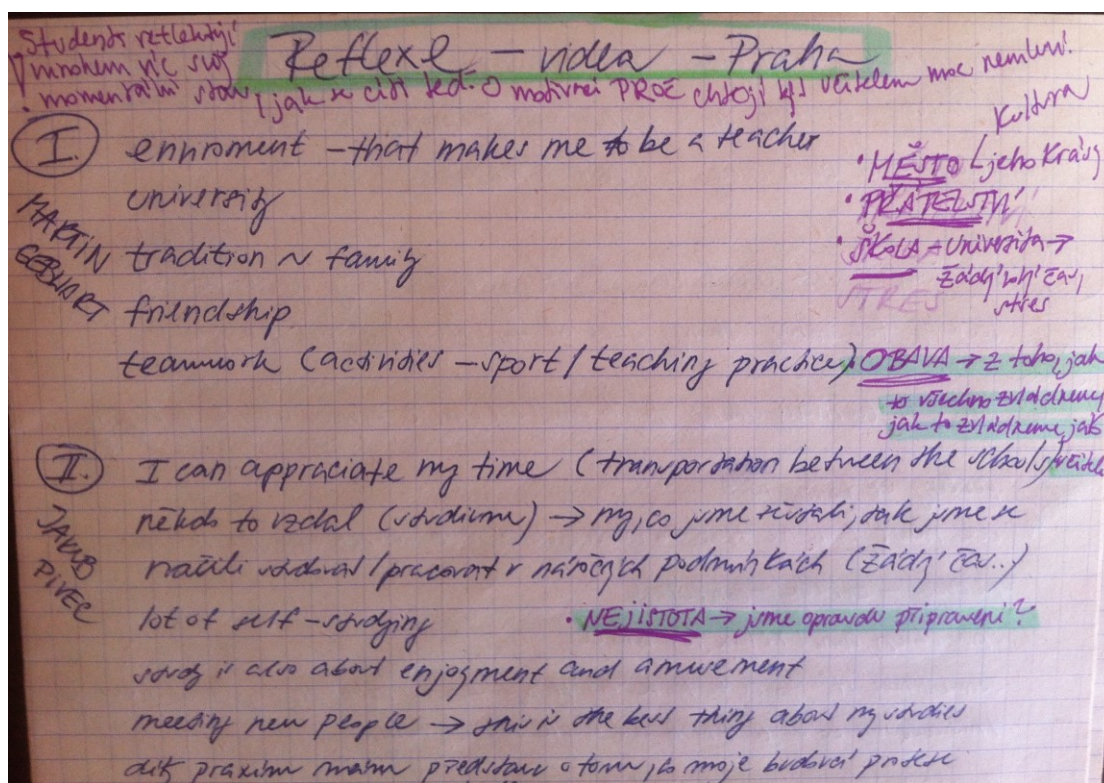 Studenti reflektují
mnohem víc svůj
! momentální stav, jak se cítí teď. O motivaci PROČ chtějí být učitelem moc nemluví.
Reflexe - videa - Praha
I. MARTIN GEBHART
enviroment - that makes me to be a teacher
university
tradition ~ family
friendship
teamwork (activities - sport / teaching practice)
Kultura
• MĚSTO (jeho krásy
• PŘÁTELSTVÍ
• ŠKOLA - Univerzita →
žádný volný čas,
stres
STRES
OBAVA → z toho, jak
to všechno zvládneme
jak to zvládneme jako
učitelé
II. JAKUB PIVEC
I can appraciate my time (transportation between the schools)
někdo to vzdal (studium) → my, co jsme zůstali, tak jsme se
naučili studovat / pracovat v náročných podmínkách (žádný čas..)
lot of self-studying
• NEJISTOTA → jsme opravdu připraveni?
study is also about enjoyment and amusement
meeting new people → this is the best thing about my studies
díky praxím mám představu o tom, co moje budoucí profese